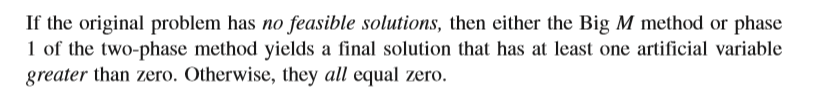 If the original problem has no feasible solutions, then either the Big M method or phase
1 of the two-phase method yields a final solution that has at least one artificial variable
greater than zero. Otherwise, they all equal zero.